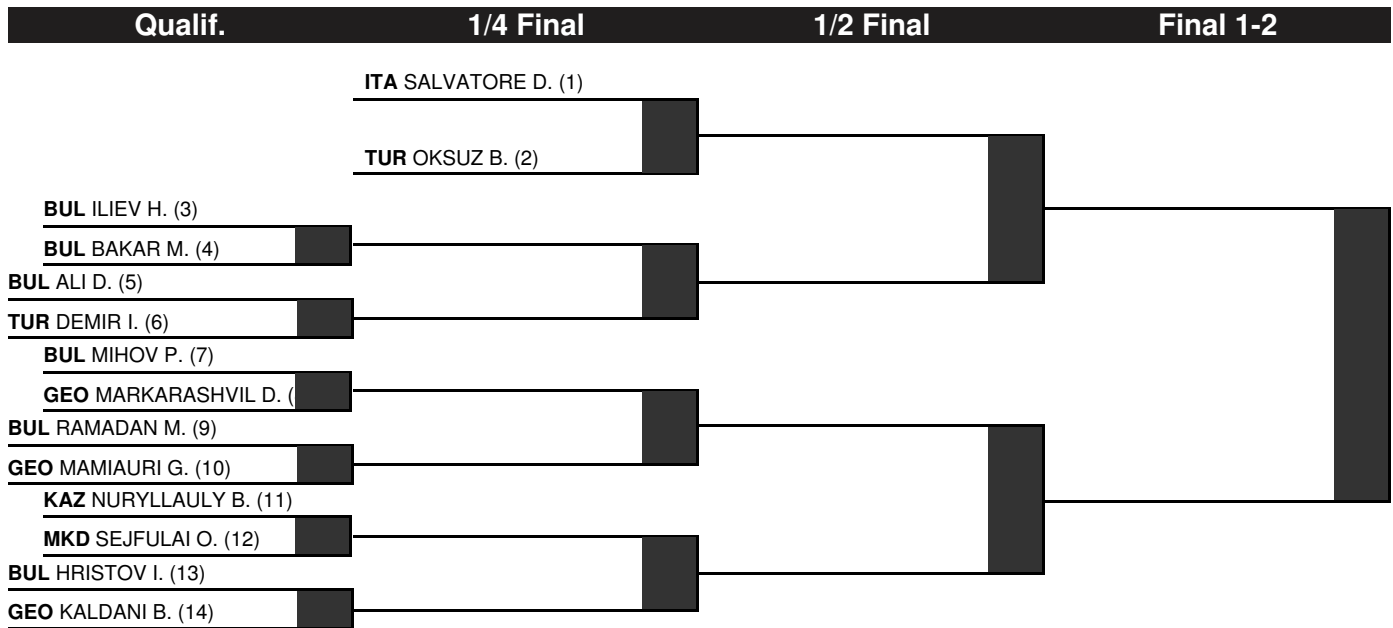 Qualif. 1/4 Final 1/2 Final Final 1-2
ITA SALVATORE D. (1)
TUR OKSUZ B. (2)
BUL ILIEV H. (3)
BUL BAKAR M. (4)
BUL ALI D. (5)
TUR DEMIR I. (6)
BUL MIHOV P. (7)
GEO MARKARASHVIL D. (
BUL RAMADAN M. (9)
GEO MAMIAURI G. (10)
KAZ NURYLLAULY B. (11)
MKD SEJFULAI O. (12)
BUL HRISTOV I. (13)
GEO KALDANI B. (14)